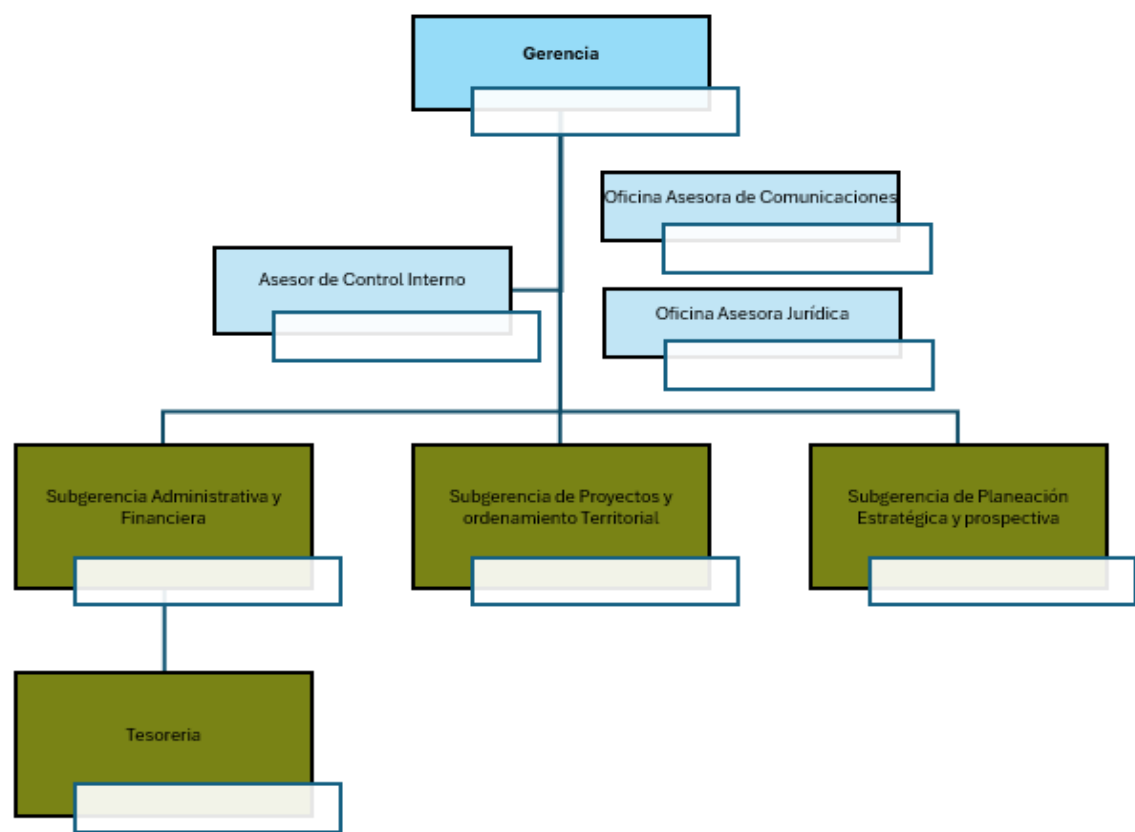 Gerencia
Oficina Asesora de Comunicaciones
Asesor de Control Interno
Oficina Asesora Jurídica
Subgerencia Administrativa y
Financiera
Subgerencia de Proyectos y
ordenamiento Territorial
Subgerencia de Planeación
Estratégica y prospectiva
Tesoreria